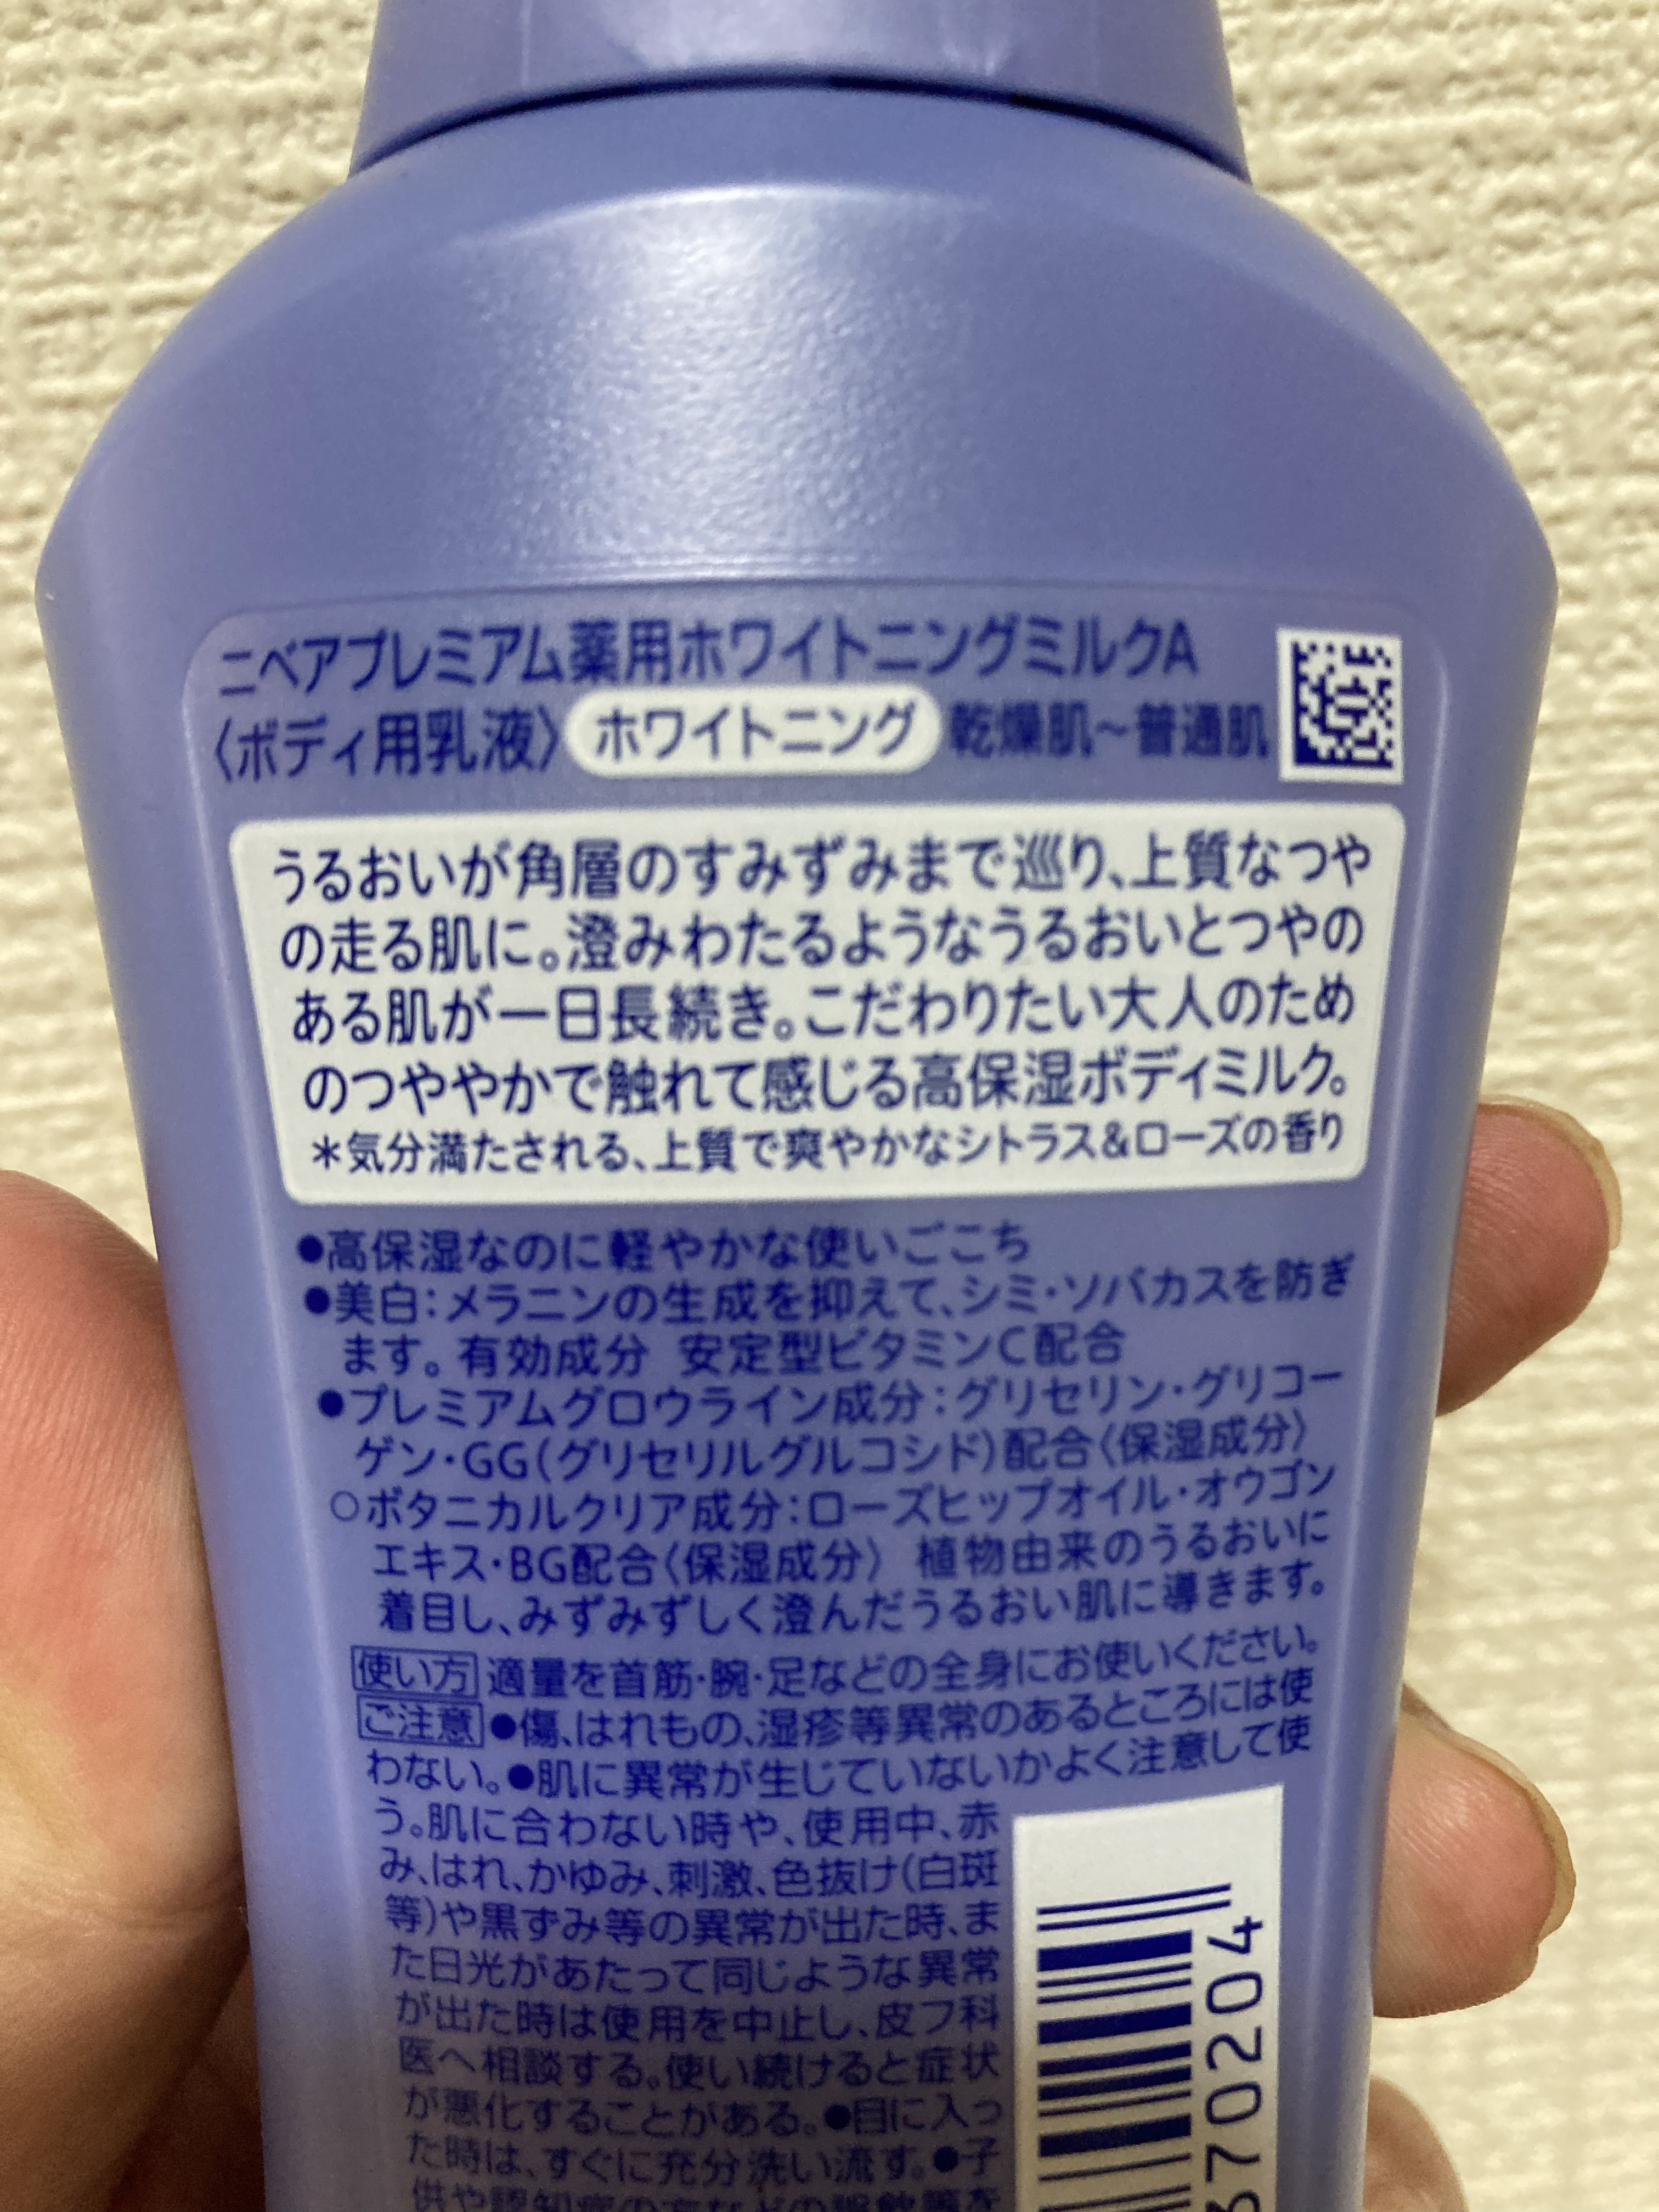 ニベアプレミアム薬用ホワイトニングミルクA
〈ボディ用乳液〉 ホワイトニング 乾燥肌～普通肌
うるおいが角層のすみずみまで巡り、上質なつや
の走る肌に。澄みわたるようなうるおいとつやの
ある肌が一日長続き。こだわりたい大人のため
のつややかで触れて感じる高保湿ボディミルク。
＊気分満たされる、上質で爽やかなシトラス&ローズの香り
●高保湿なのに軽やかな使いごこち
●美白：メラニンの生成を抑えて、シミ・ソバカスを防ぎ
ます。有効成分 安定型ビタミンC配合
●プレミアムグロウライン成分：グリセリン・グリコー
ゲン・GG（グリセリルグルコシド）配合〈保湿成分〉
○ボタニカルクリア成分：ローズヒップオイル・オウゴン
エキス・BG配合〈保湿成分〉 植物由来のうるおいに
着目し、みずみずしく澄んだうるおい肌に導きます。
使い方 適量を首筋・腕・足などの全身にお使いください。
ご注意 ●傷、はれもの、湿疹等異常のあるところには使
わない。●肌に異常が生じていないかよく注意して使
う。肌に合わない時や、使用中、赤
み、はれ、かゆみ、刺激、色抜け（白斑
等）や黒ずみ等の異常が出た時、ま
た日光があたって同じような異常
が出た時は使用を中止し、皮フ科
医へ相談する。使い続けると症状
が悪化することがある。●目に入っ
た時は、すぐに充分洗い流す。●子
供や認知症の方などの誤飲等を
370204